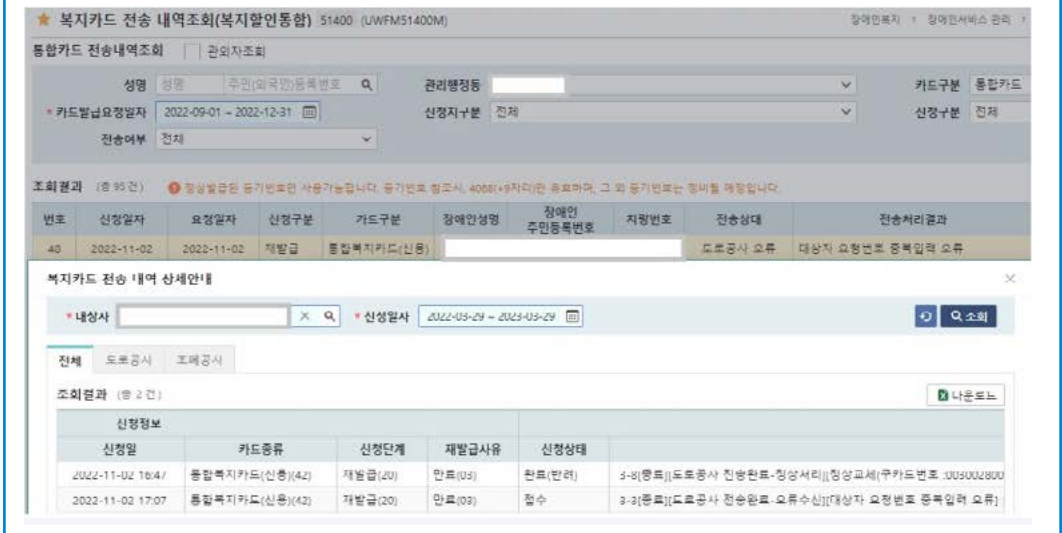 복지카드 전송 내역조회(복지할인통합) 51400 (UWFM51400M) 장애인복지 › 장애인서비스 관리 ›
통합카드 전송내역조회 관외자조회
성명 성명 주민(외국인)등록번호 관리행정동 카드구분 통합카드
* 카드발급요청일자 2022-09-01 ~ 2022-12-31 신청지구분 전체 신청구분 전체
전송여부 전체
조회결과 (총 95 건) 정상발급된 등기번호만 사용가능합니다. 등기번호 참조시, 4068(+9자리)만 유효하며, 그 외 등기번호는 정비될 예정입니다.
번호 신청일자 요청일자 신청구분 카드구분 장애인성명 장애인 주민등록번호 지량번호 전송상태 전송처리결과
48 2022-11-02 2022-11-02 재발급 통합복지카드(신용) 도로공사 오류 대상자 요청번호 중복입력 오류
복지카드 전송 내역 상세안내
* 대상자 * 신청일자 2022-03-29 ~ 2023-03-29 조회
전체 도로공사 조폐공사
조회결과 (총 2 건) 다운로드
신청정보
신청일 카드종류 신청단계 재발급사유 신청상태
2022-11-02 16:47 통합복지카드(신용)(42) 재발급(20) 만료(03) 완료(반려) 3-8[종료][도로공사 전송완료-정상처리][정상교체(구카드번호 :003002800
2022-11-02 17:07 통합복지카드(신용)(42) 재발급(20) 만료(03) 접수 3-3[종료][도로공사 전송완료-오류수신][대상자 요청번호 중복입력 오류]